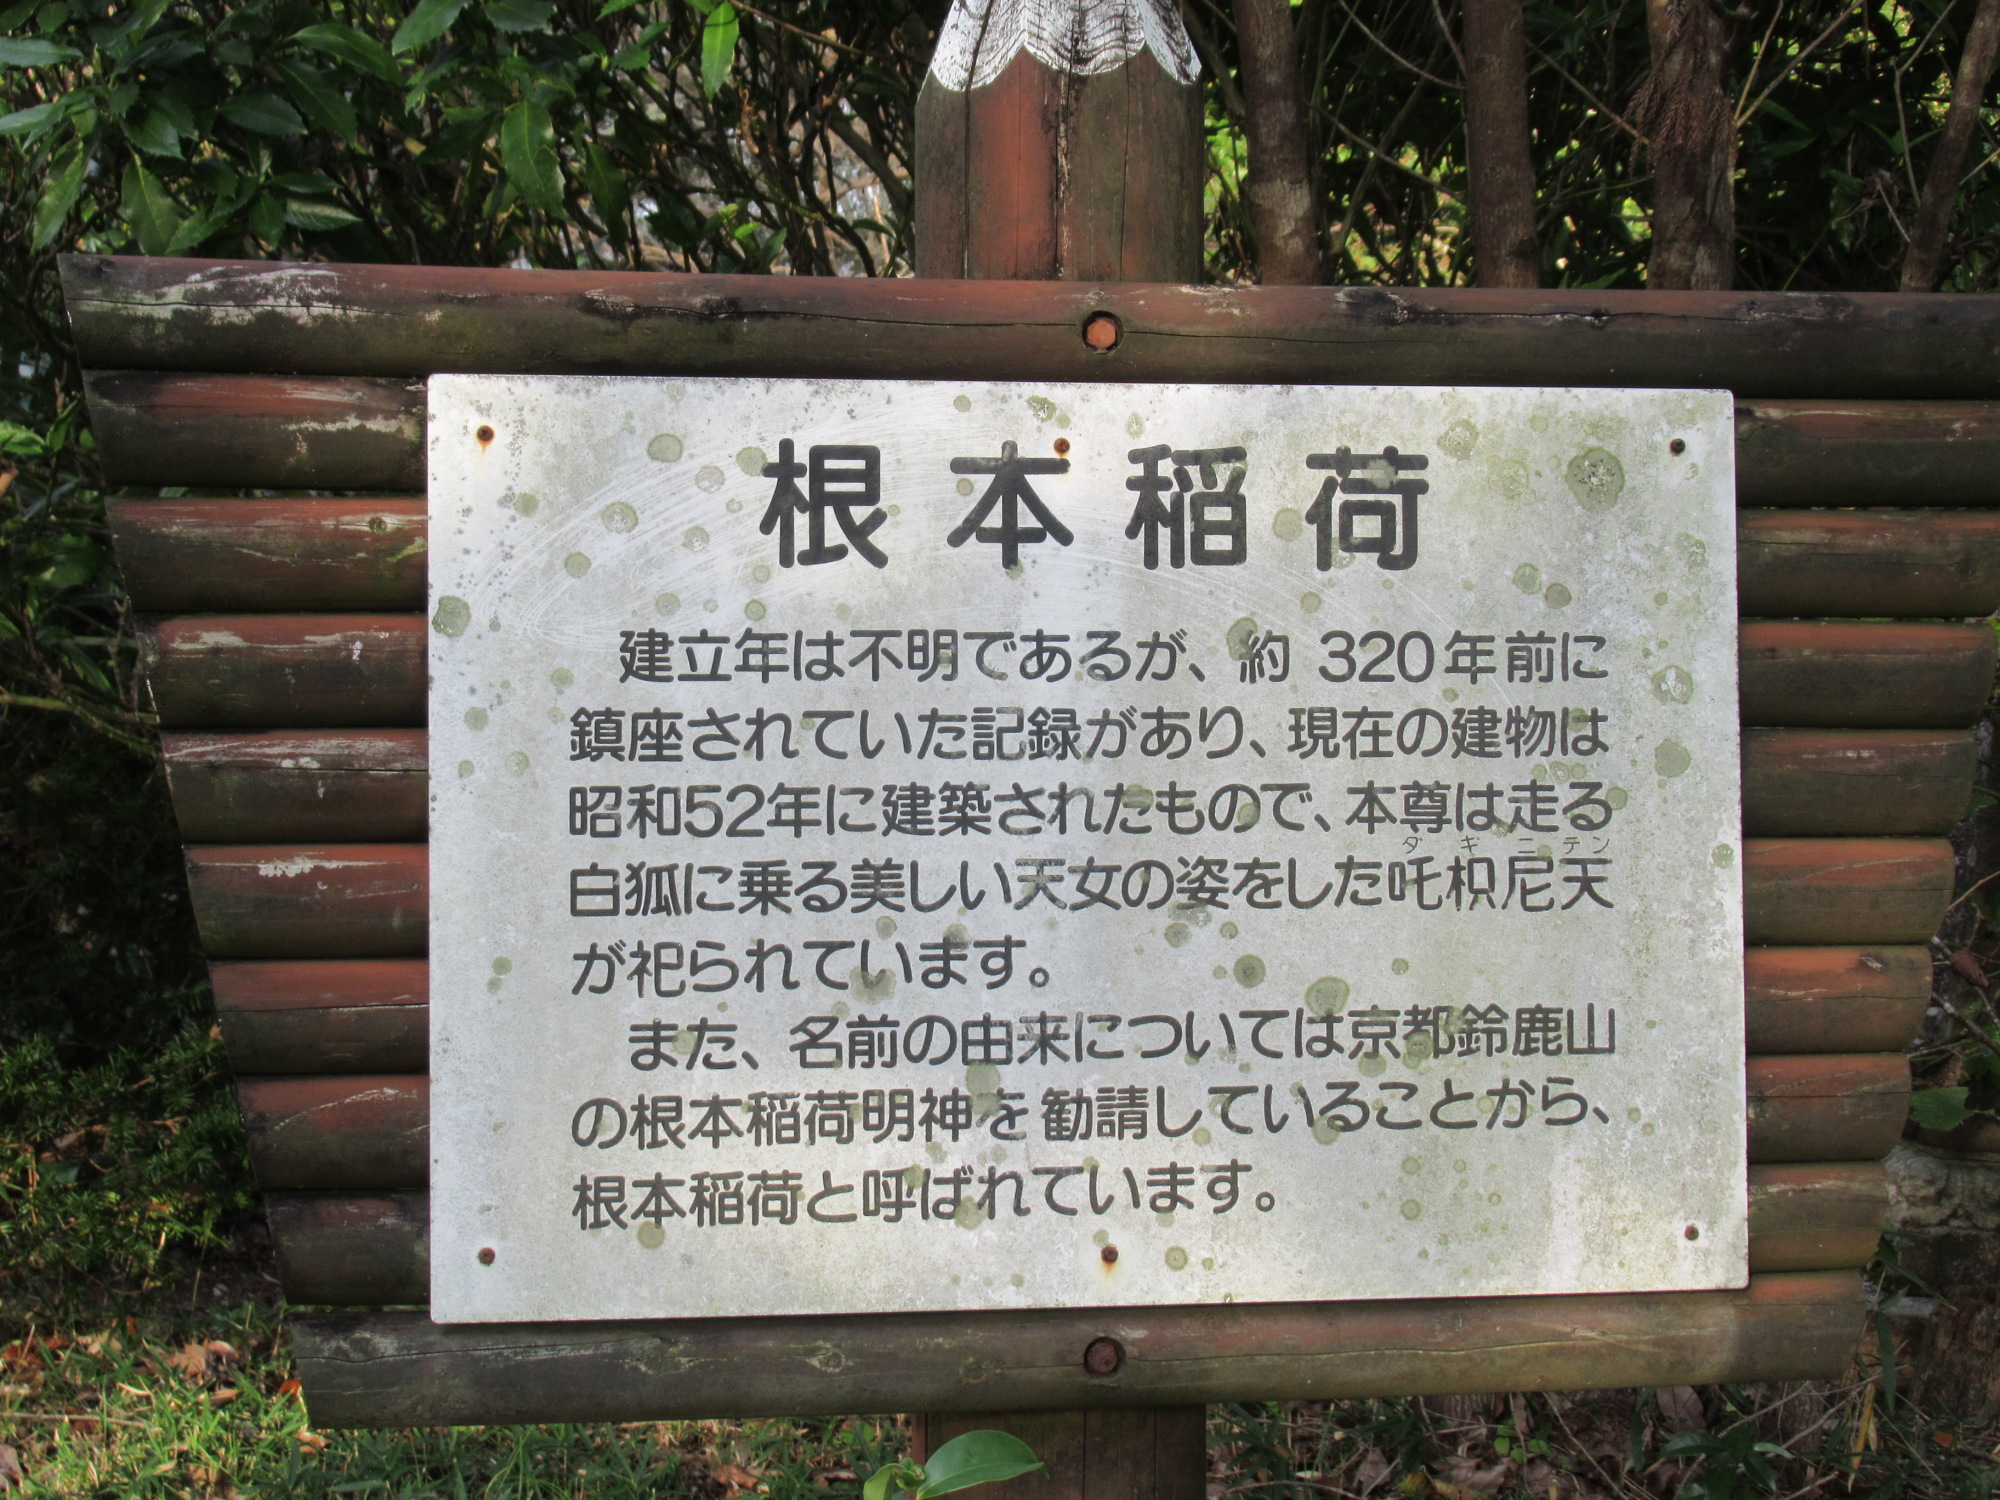 根本稲荷
建立年は不明であるが、約320年前に
鎮座されていた記録があり、現在の建物は
昭和52年に建築されたもので、本尊は走る
ダキニテン
白狐に乗る美しい天女の姿をした吒枳尼天
が祀られています。
また、名前の由来については京都鈴鹿山
の根本稲荷明神を勧請していることから、
根本稲荷と呼ばれています。